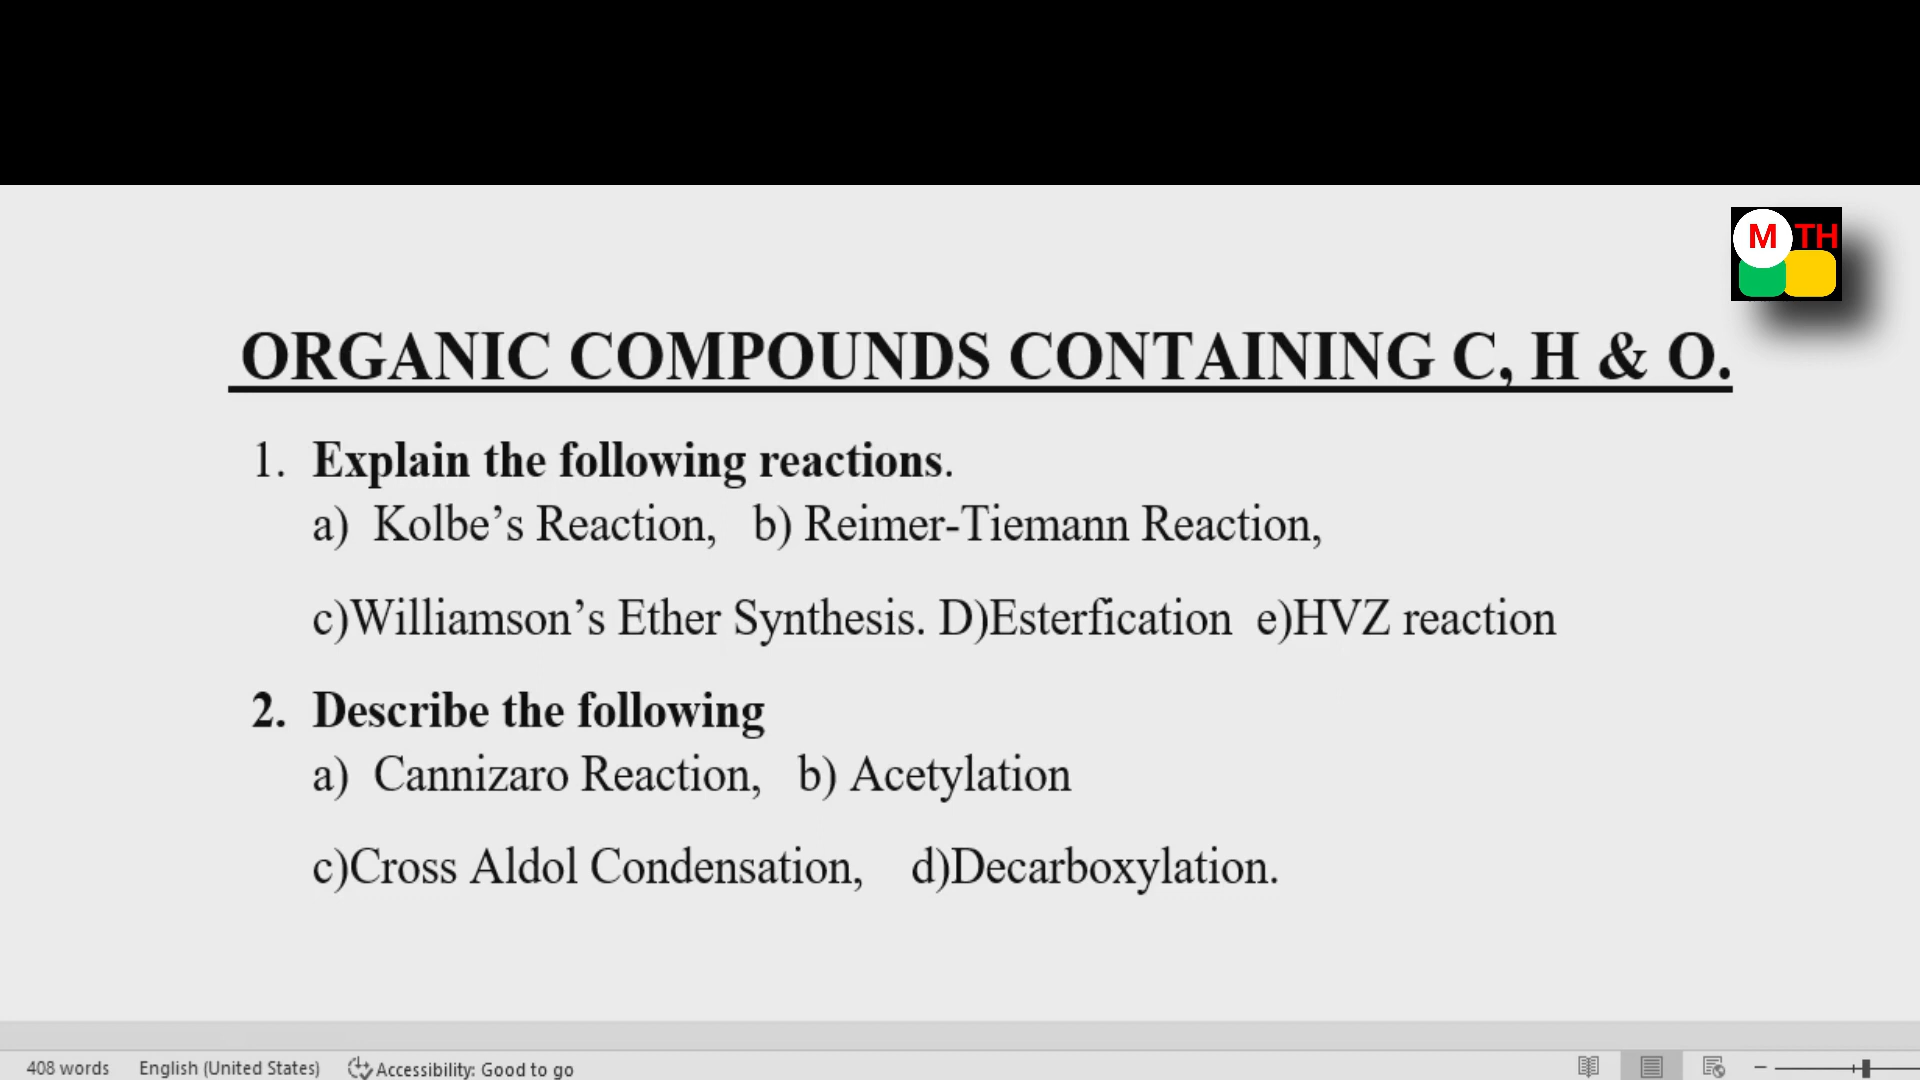 M TH
ORGANIC COMPOUNDS CONTAINING C, H & O.
1. Explain the following reactions.
a) Kolbe’s Reaction, b) Reimer-Tiemann Reaction,
c)Williamson’s Ether Synthesis. D)Esterfication e)HVZ reaction
2. Describe the following
a) Cannizaro Reaction, b) Acetylation
c)Cross Aldol Condensation, d)Decarboxylation.
408 words English (United States) Accessibility: Good to go